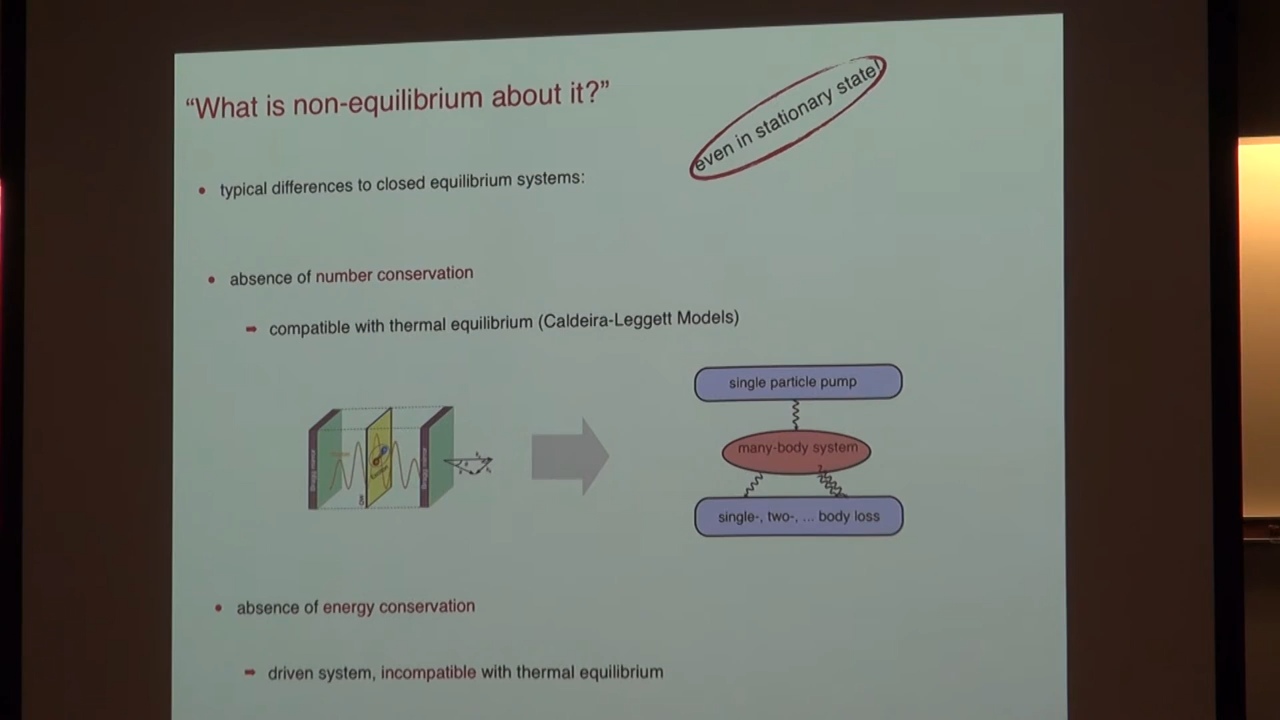 “What is non-equilibrium about it?”
even in stationary state!
• typical differences to closed equilibrium systems:
• absence of number conservation
➡ compatible with thermal equilibrium (Caldeira-Leggett Models)
single particle pump
many-body system
single-, two-, ... body loss
• absence of energy conservation
➡ driven system, incompatible with thermal equilibrium